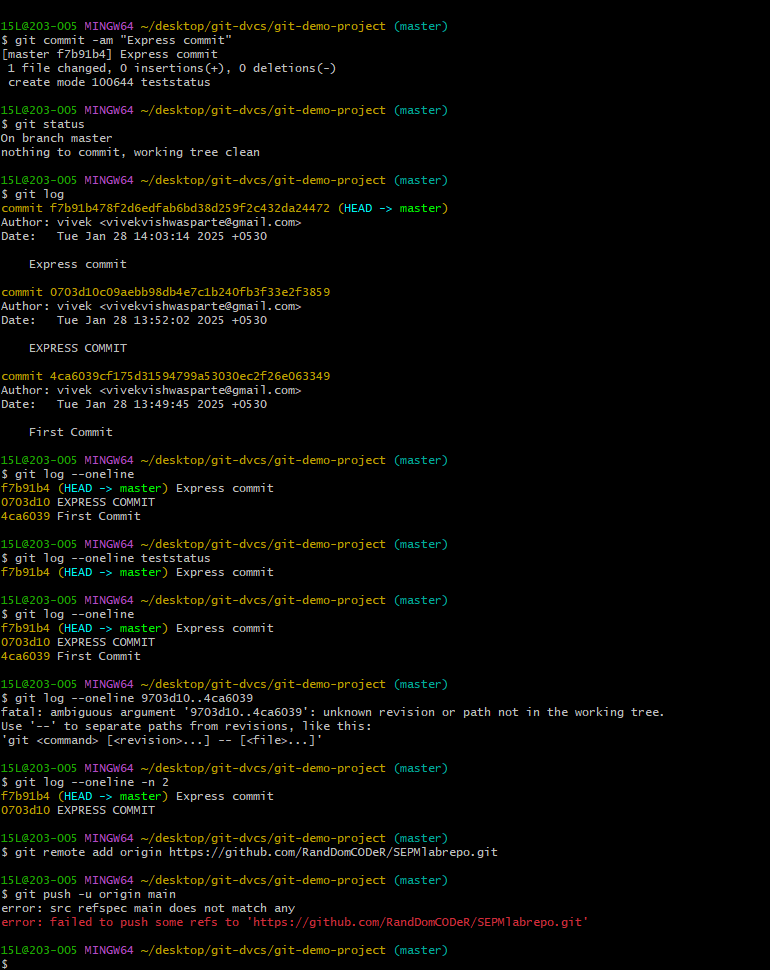 15L@203-005 MINGW64 ~/desktop/git-dvcs/git-demo-project (master)
$ git commit -am "Express commit"
[master f7b91b4] Express commit
 1 file changed, 0 insertions(+), 0 deletions(-)
 create mode 100644 teststatus

15L@203-005 MINGW64 ~/desktop/git-dvcs/git-demo-project (master)
$ git status
On branch master
nothing to commit, working tree clean

15L@203-005 MINGW64 ~/desktop/git-dvcs/git-demo-project (master)
$ git log
commit f7b91b478f2d6edfab6bd38d259f2c432da24472 (HEAD -> master)
Author: vivek <vivekvishwasparte@gmail.com>
Date:   Tue Jan 28 14:03:14 2025 +0530

    Express commit

commit 0703d10c09aebb98db4e7c1b240fb3f33e2f3859
Author: vivek <vivekvishwasparte@gmail.com>
Date:   Tue Jan 28 13:52:02 2025 +0530

    EXPRESS COMMIT

commit 4ca6039cf175d31594799a53030ec2f26e063349
Author: vivek <vivekvishwasparte@gmail.com>
Date:   Tue Jan 28 13:49:45 2025 +0530

    First Commit

15L@203-005 MINGW64 ~/desktop/git-dvcs/git-demo-project (master)
$ git log --oneline
f7b91b4 (HEAD -> master) Express commit
0703d10 EXPRESS COMMIT
4ca6039 First Commit

15L@203-005 MINGW64 ~/desktop/git-dvcs/git-demo-project (master)
$ git log --oneline teststatus
f7b91b4 (HEAD -> master) Express commit

15L@203-005 MINGW64 ~/desktop/git-dvcs/git-demo-project (master)
$ git log --oneline
f7b91b4 (HEAD -> master) Express commit
0703d10 EXPRESS COMMIT
4ca6039 First Commit

15L@203-005 MINGW64 ~/desktop/git-dvcs/git-demo-project (master)
$ git log --oneline 9703d10..4ca6039
fatal: ambiguous argument '9703d10..4ca6039': unknown revision or path not in the working tree.
Use '--' to separate paths from revisions, like this:
'git <command> [<revision>...] -- [<file>...]'

15L@203-005 MINGW64 ~/desktop/git-dvcs/git-demo-project (master)
$ git log --oneline -n 2
f7b91b4 (HEAD -> master) Express commit
0703d10 EXPRESS COMMIT

15L@203-005 MINGW64 ~/desktop/git-dvcs/git-demo-project (master)
$ git remote add origin https://github.com/RandDomCODeR/SEPMlabrepo.git

15L@203-005 MINGW64 ~/desktop/git-dvcs/git-demo-project (master)
$ git push -u origin main
error: src refspec main does not match any
error: failed to push some refs to 'https://github.com/RandDomCODeR/SEPMlabrepo.git'

15L@203-005 MINGW64 ~/desktop/git-dvcs/git-demo-project (master)
$